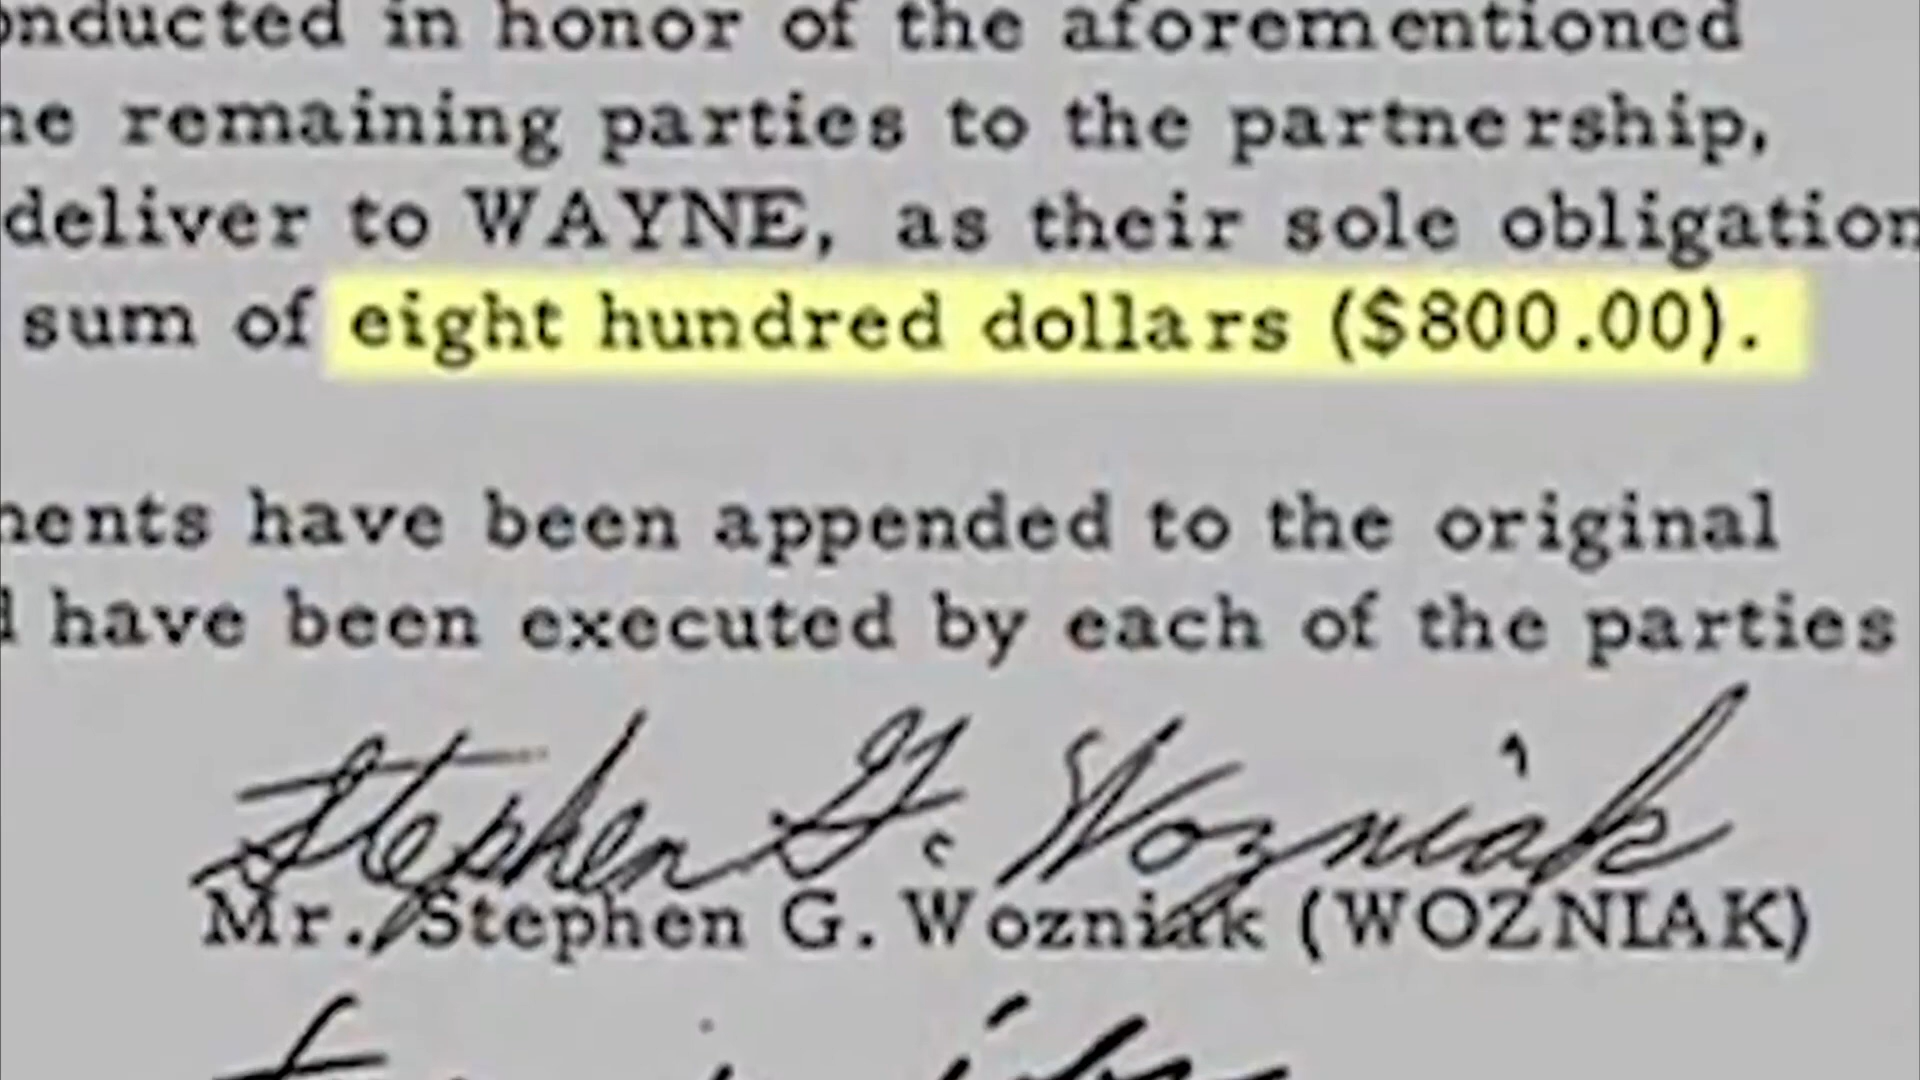 onducted in honor of the aforementioned
he remaining parties to the partnership,
deliver to WAYNE, as their sole obligation
sum of eight hundred dollars ($800.00).
ments have been appended to the original
d have been executed by each of the parties
Stephen G. Wozniak
Mr. Stephen G. Wozniak (WOZNIAK)